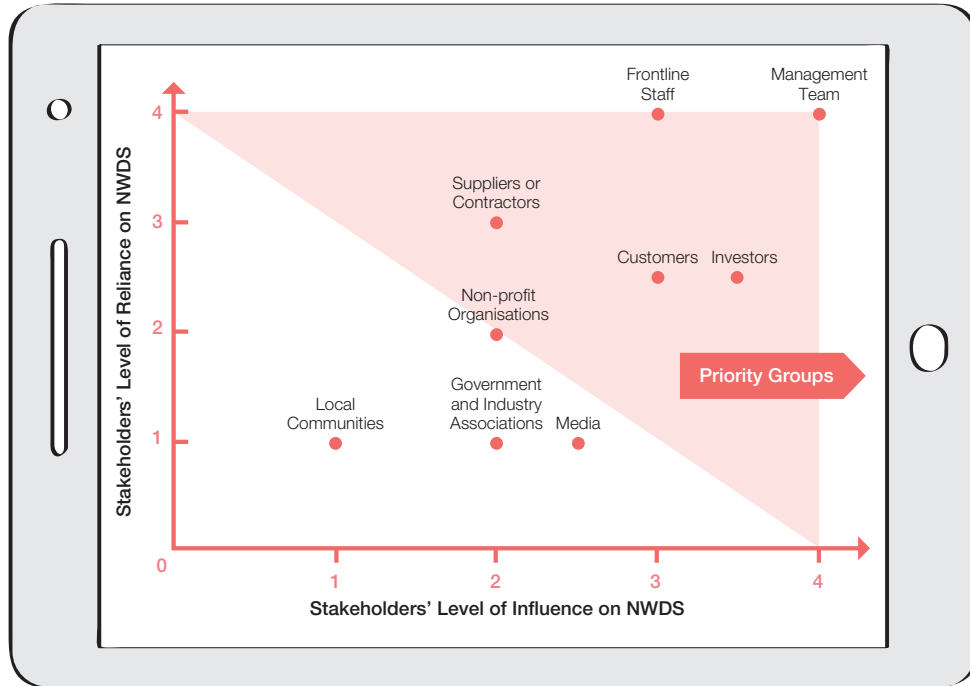 Frontline
Staff
Management
Team
4
Suppliers or
Contractors
3
Customers
Investors
Non-profit
Organisations
2
Priority Groups
Government
and Industry
Associations
Local
Communities
Media
1
Stakeholders' Level of Reliance on NWDS
0
1
2
3
4
Stakeholders' Level of Influence on NWDS